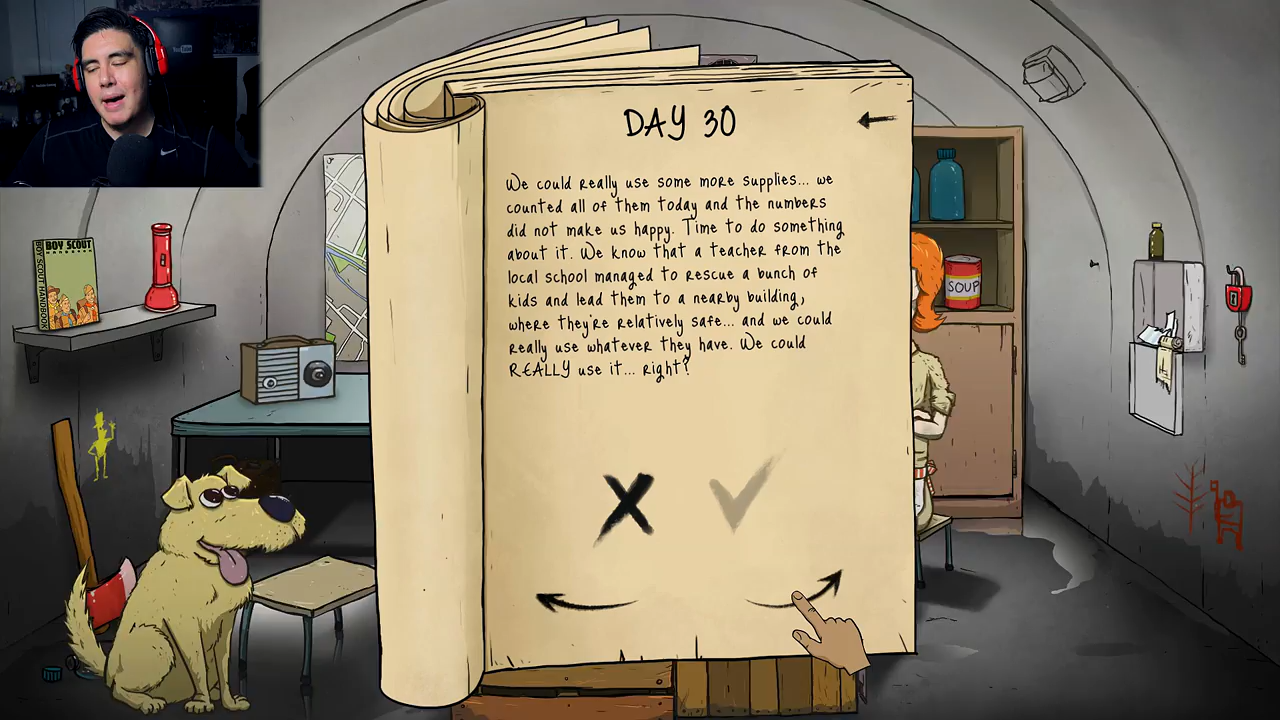 DAY 30
We could really use some more supplies... we
counted all of them today and the numbers
did not make us happy. Time to do something
about it. We know that a teacher from the
local school managed to rescue a bunch of
kids and lead them to a nearby building,
where they're relatively safe... and we could
really use whatever they have. We could
REALLY use it... right?
BOY SCOUT
BOY SCOUT HANDBOOK
SOUP
YouTube